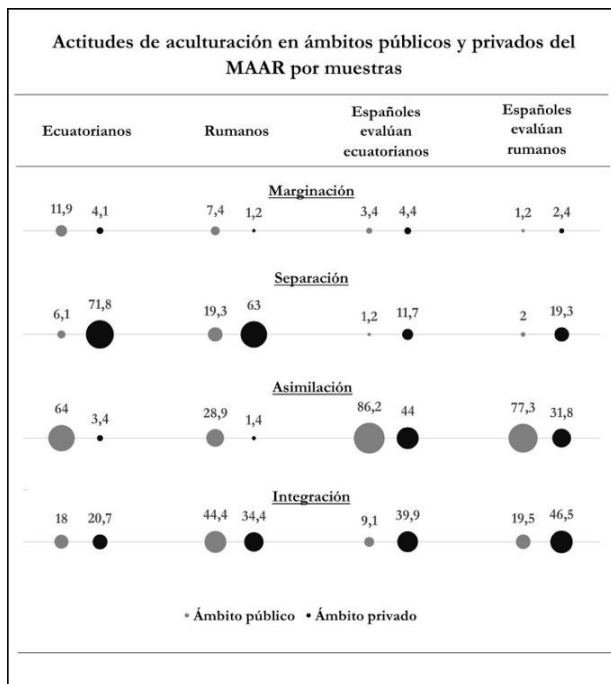 Actitudes de aculturación en ámbitos públicos y privados del
MAAR por muestras
Ecuatorianos Rumanos Españoles evalúan ecuatorianos Españoles evalúan rumanos
Marginación
11,9 4,1 7,4 1,2 3,4 4,4 1,2 2,4
Separación
6,1 71,8 19,3 63 1,2 11,7 2 19,3
Asimilación
64 3,4 28,9 1,4 86,2 44 77,3 31,8
Integración
18 20,7 44,4 34,4 9,1 39,9 19,5 46,5
Ámbito público Ámbito privado